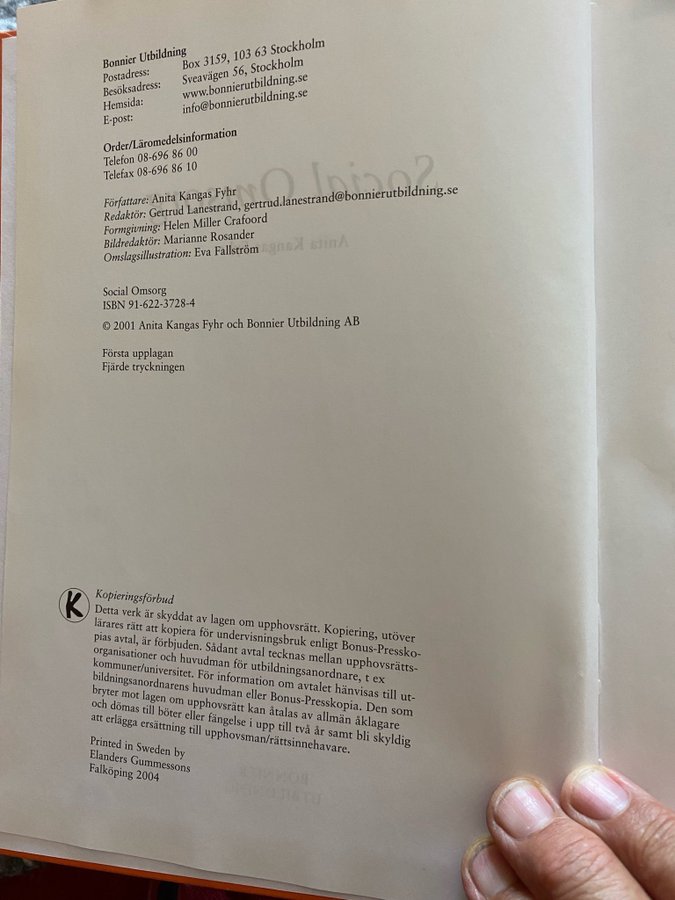 Bonnier Utbildning
Postadress: Box 3159, 103 63 Stockholm
Besöksadress: Sveavägen 56, Stockholm
Hemsida: www.bonnierutbildning.se
E-post: info@bonnierutbildning.se
Order/Läromedelsinformation
Telefon 08-696 86 00
Telefax 08-696 86 10
Författare: Anita Kangas Fyhr
Redaktör: Gertrud Lanestrand, gertrud.lanestrand@bonnierutbildning.se
Formgivning: Helen Miller Crafoord
Bildredaktör: Marianne Rosander
Omslagsillustration: Eva Fallström
Social Omsorg
ISBN 91-622-3728-4
© 2001 Anita Kangas Fyhr och Bonnier Utbildning AB
Första upplagan
Fjärde tryckningen
K
Kopieringsförbud
Detta verk är skyddat av lagen om upphovsrätt. Kopiering, utöver
lärares rätt att kopiera för undervisningsbruk enligt Bonus-Pressko-
pias avtal, är förbjuden. Sådant avtal tecknas mellan upphovsrätts-
organisationer och huvudman för utbildningsanordnare, t ex
kommuner/universitet. För information om avtalet hänvisas till ut-
bildningsanordnarens huvudman eller Bonus-Presskopia. Den som
bryter mot lagen om upphovsrätt kan åtalas av allmän åklagare
och dömas till böter eller fängelse i upp till två år samt bli skyldig
att erlägga ersättning till upphovsman/rättsinnehavare.
Printed in Sweden by
Elanders Gummessons
Falköping 2004